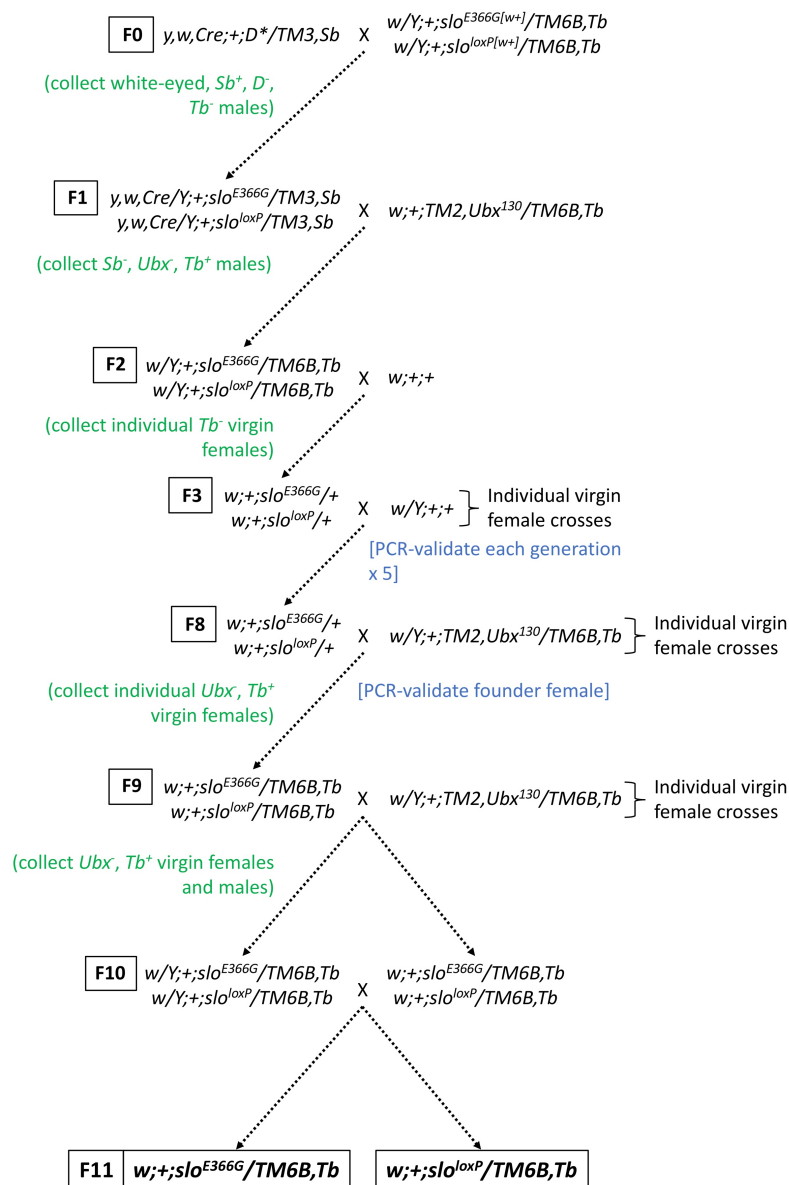 F0 y,w,Cre;+;D*/TM3,Sb X w/Y;+;slo^E366G[w+]/TM6B,Tb
w/Y;+;slo^loxP[w+]/TM6B,Tb
(collect white-eyed, Sb⁺, D⁻,
Tb⁻ males)
F1 y,w,Cre/Y;+;slo^E366G/TM3,Sb
y,w,Cre/Y;+;slo^loxP/TM3,Sb
X w;+;TM2,Ubx¹³⁰/TM6B,Tb
(collect Sb⁻, Ubx⁻, Tb⁺ males)
F2 w/Y;+;slo^E366G/TM6B,Tb
w/Y;+;slo^loxP/TM6B,Tb
X w;+;+
(collect individual Tb⁻ virgin
females)
F3 w;+;slo^E366G/+
w;+;slo^loxP/+
X w/Y;+;+
Individual virgin
female crosses
[PCR-validate each generation
x 5]
F8 w;+;slo^E366G/+
w;+;slo^loxP/+
X w/Y;+;TM2,Ubx¹³⁰/TM6B,Tb
Individual virgin
female crosses
(collect individual Ubx⁻, Tb⁺
virgin females)
[PCR-validate founder female]
F9 w;+;slo^E366G/TM6B,Tb
w;+;slo^loxP/TM6B,Tb
X w/Y;+;TM2,Ubx¹³⁰/TM6B,Tb
Individual virgin
female crosses
(collect Ubx⁻, Tb⁺ virgin females
and males)
F10 w/Y;+;slo^E366G/TM6B,Tb
w/Y;+;slo^loxP/TM6B,Tb
X
w;+;slo^E366G/TM6B,Tb
w;+;slo^loxP/TM6B,Tb
F11 w;+;slo^E366G/TM6B,Tb
w;+;slo^loxP/TM6B,Tb